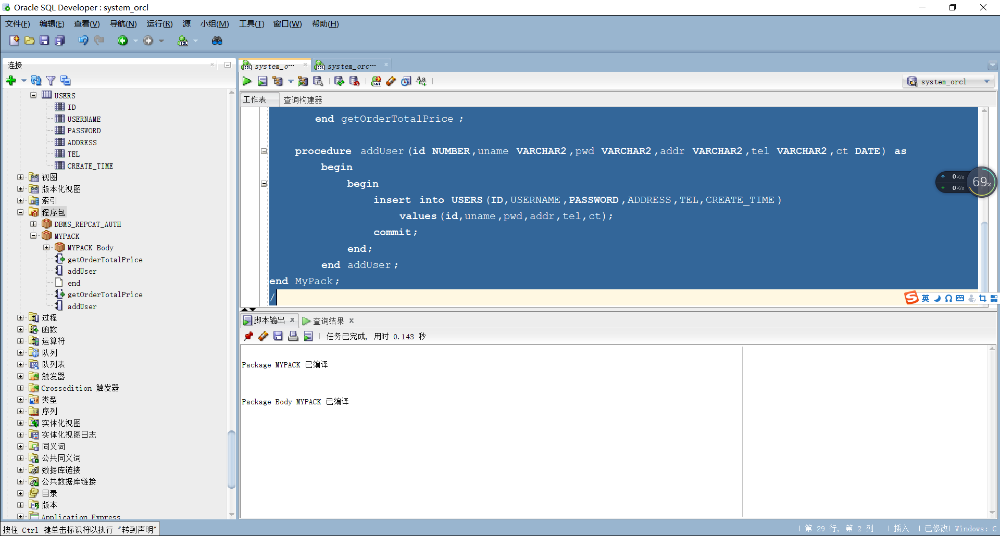 Oracle SQL Developer : system_orcl
文件(F) 编辑(E) 查看(V) 导航(N) 运行(R) 源 小组(M) 工具(T) 窗口(W) 帮助(H)
连接
USERS
ID
USERNAME
PASSWORD
ADDRESS
TEL
CREATE_TIME
视图
版本化视图
索引
程序包
DBMS_REPCAT_AUTH
MYPACK
MYPACK Body
getOrderTotalPrice
addUser
end
getOrderTotalPrice
addUser
过程
函数
运算符
队列
队列表
触发器
Crossedition 触发器
类型
序列
实体化视图
实体化视图日志
同义词
公共同义词
数据库链接
公共数据库链接
目录
版本
Application Express
system_o… system_orc…
system_orcl
工作表 查询构建器
end getOrderTotalPrice ;
procedure addUser(id NUMBER,uname VARCHAR2,pwd VARCHAR2,addr VARCHAR2,tel VARCHAR2,ct DATE) as
begin
begin
insert into USERS(ID,USERNAME,PASSWORD,ADDRESS,TEL,CREATE_TIME)
values(id,uname,pwd,addr,tel,ct);
commit;
end;
end addUser;
end MyPack;
/
0K/s
0K/s
69%
英
脚本输出 查询结果
任务已完成, 用时 0.143 秒
Package MYPACK 已编译
Package Body MYPACK 已编译
按住 Ctrl 键单击标识符以执行 "转到声明"
第 29 行, 第 2 列 | 插入 | 已修改| Windows: C